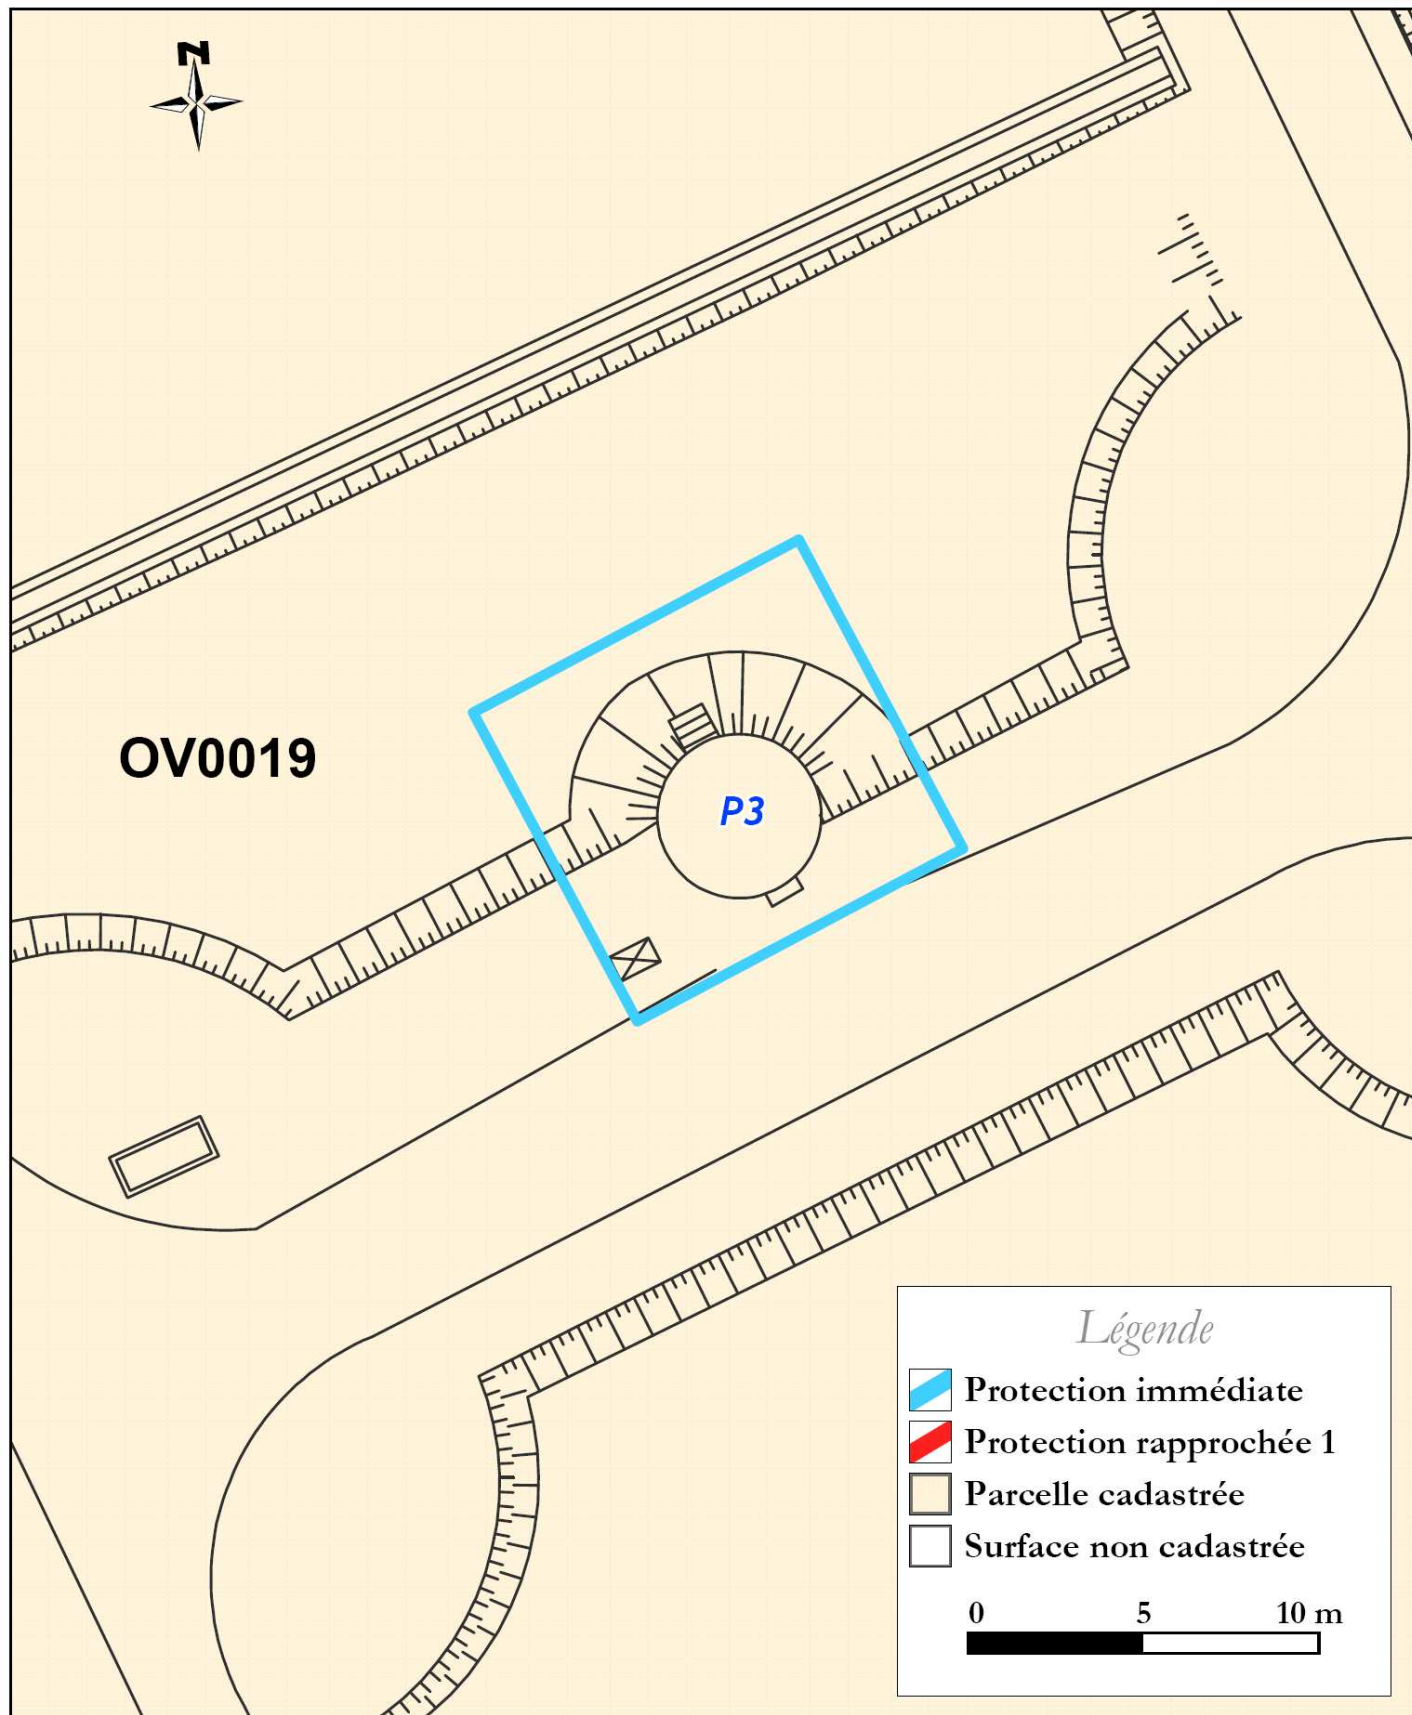 N
OV0019
P3
Légende
Protection immédiate
Protection rapprochée 1
Parcelle cadastrée
Surface non cadastrée
0 5 10 m